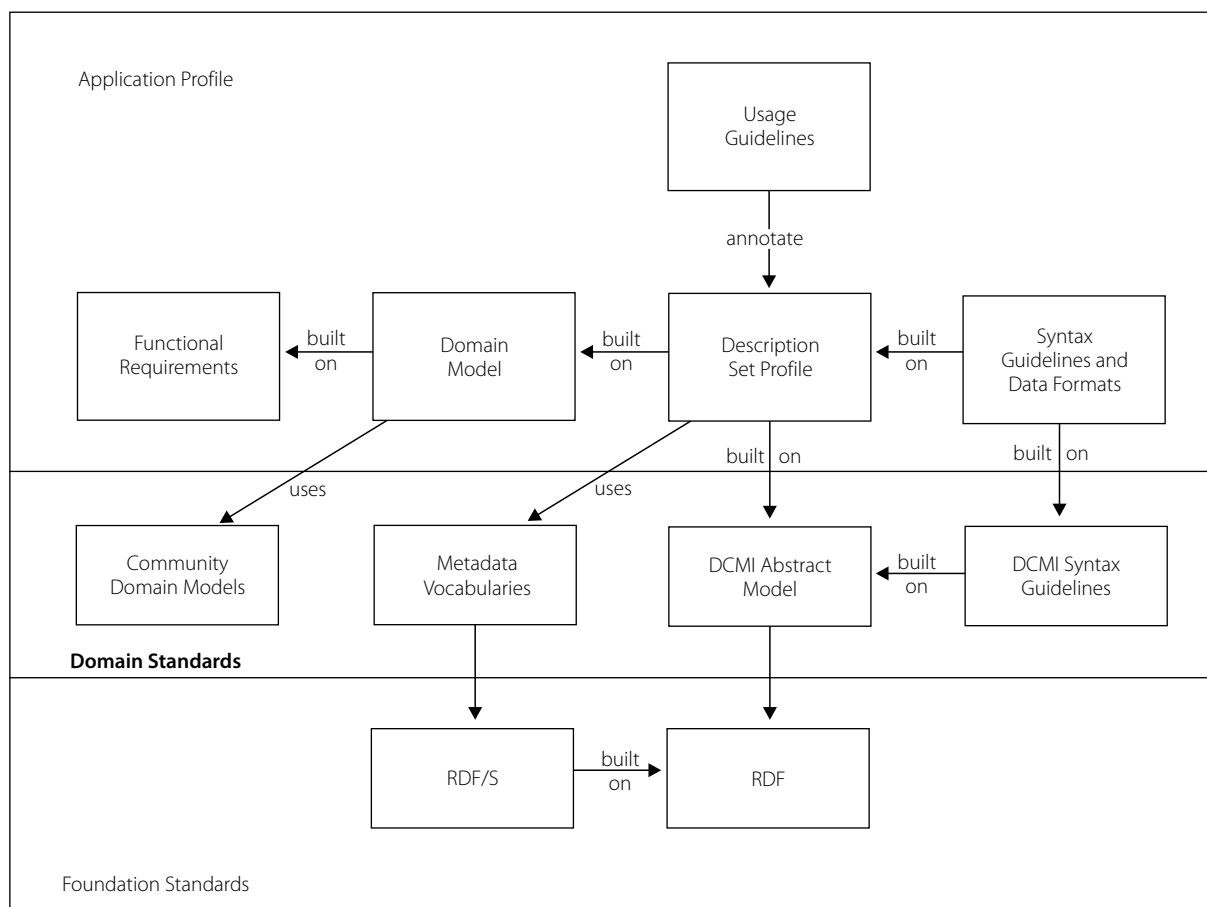 Application Profile
Usage
Guidelines
annotate
Functional
Requirements
built
on
Domain
Model
built
on
Description
Set Profile
built
on
Syntax
Guidelines and
Data Formats
built on
built on
uses
uses
Community
Domain Models
Metadata
Vocabularies
DCMI Abstract
Model
built
on
DCMI Syntax
Guidelines
Domain Standards
RDF/S
built
on
RDF
Foundation Standards